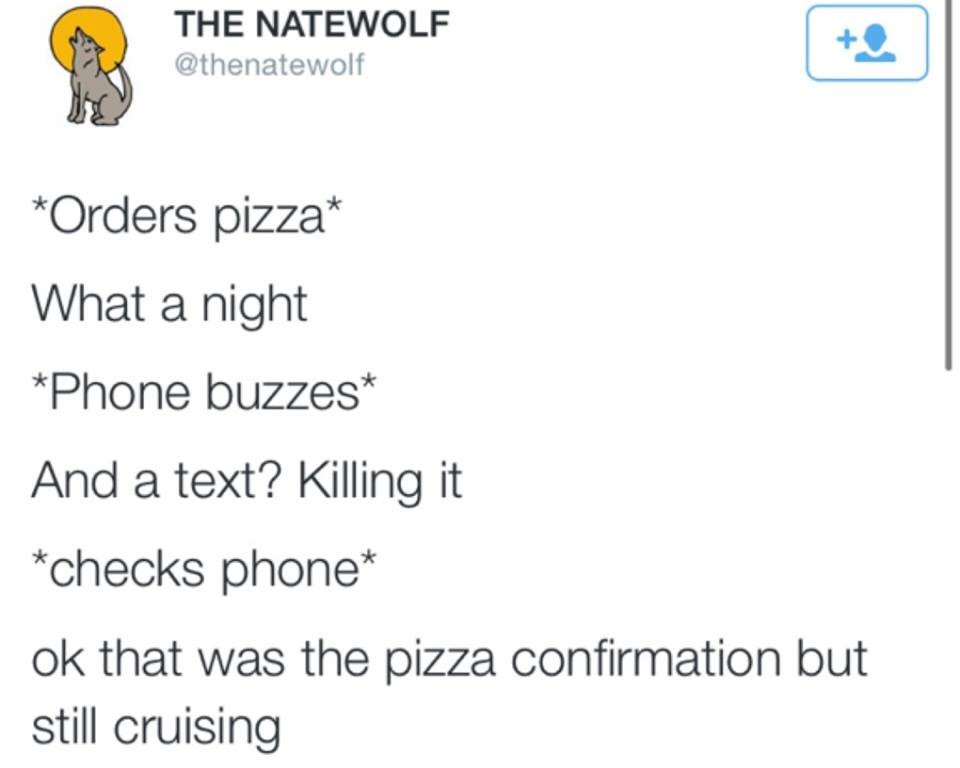 THE NATEWOLF
@thenatewolf
*Orders pizza*
What a night
*Phone buzzes*
And a text? Killing it
*checks phone*
ok that was the pizza confirmation but
still cruising